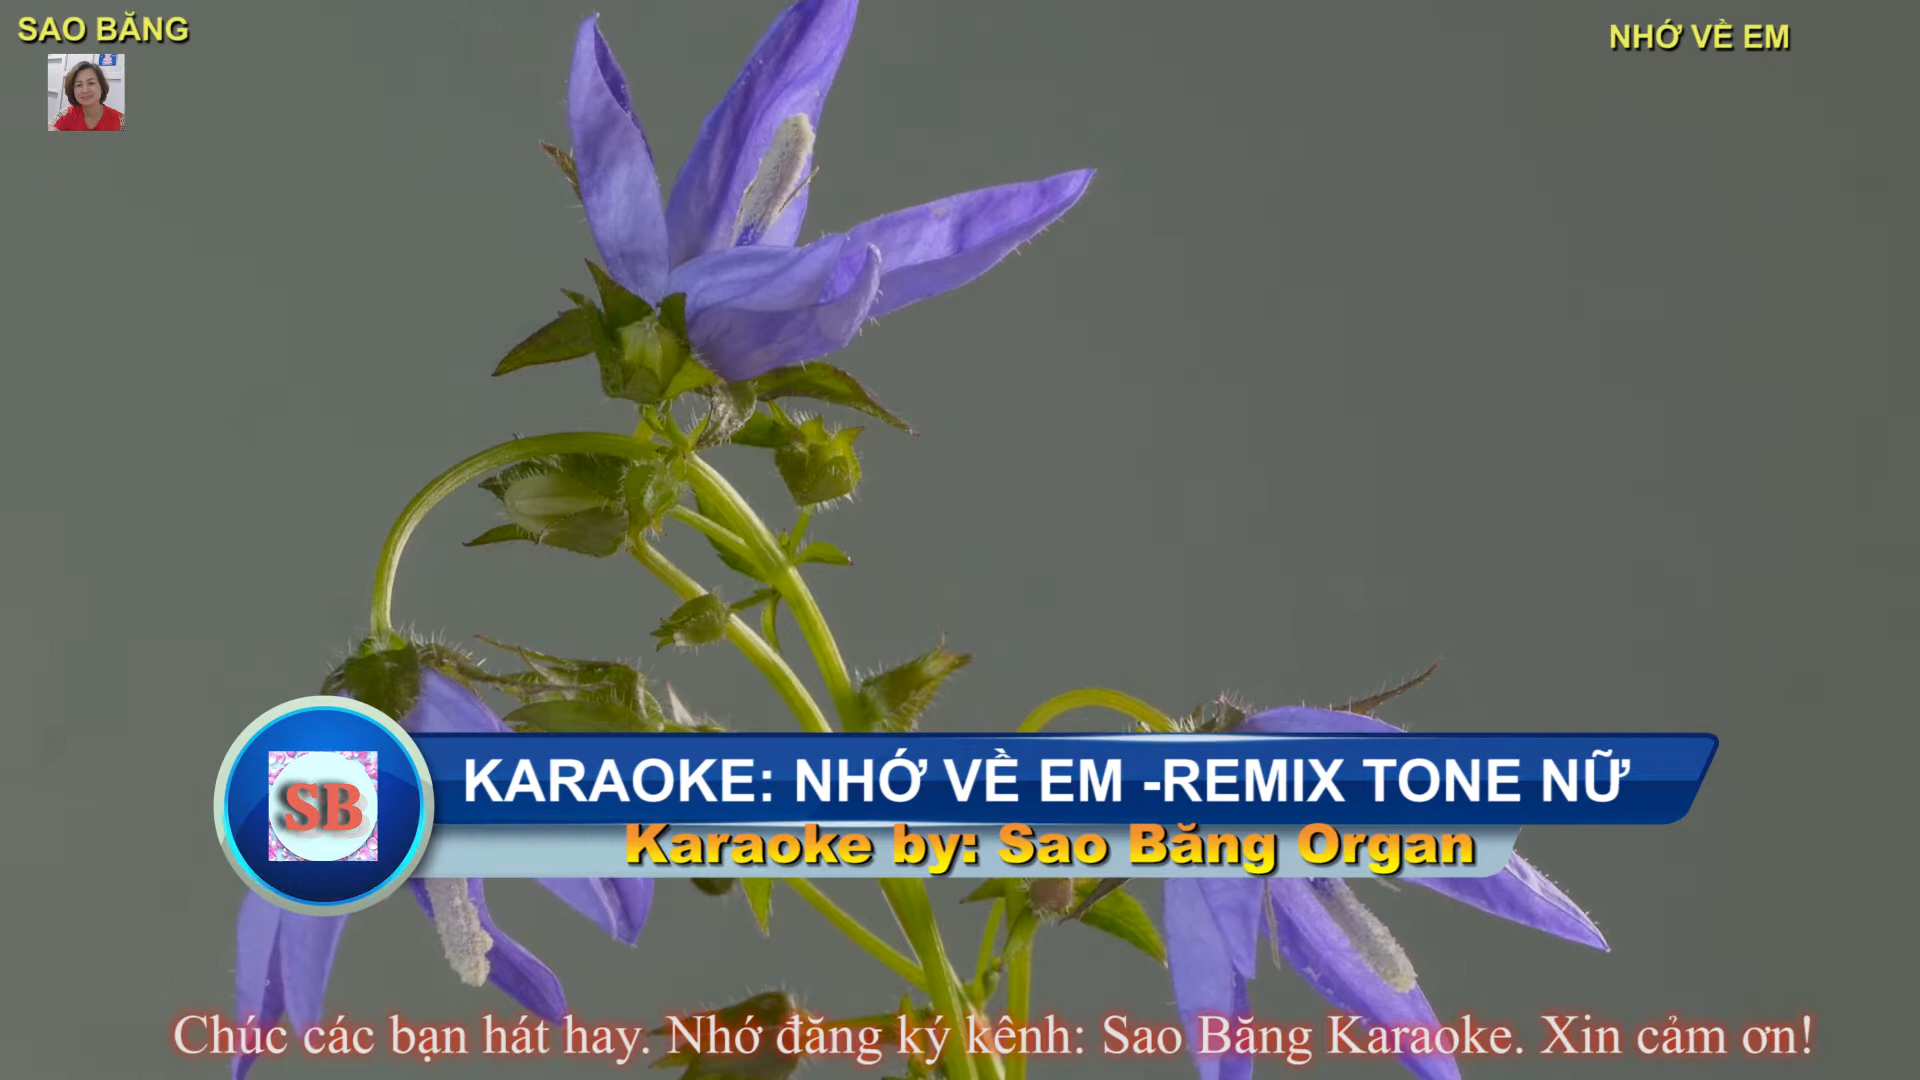 SAO BĂNG
NHỚ VỀ EM
KARAOKE: NHỚ VỀ EM -REMIX TONE NỮ
SB
Karaoke by: Sao Băng Organ
Chúc các bạn hát hay. Nhớ đăng ký kênh: Sao Băng Karaoke. Xin cảm ơn!